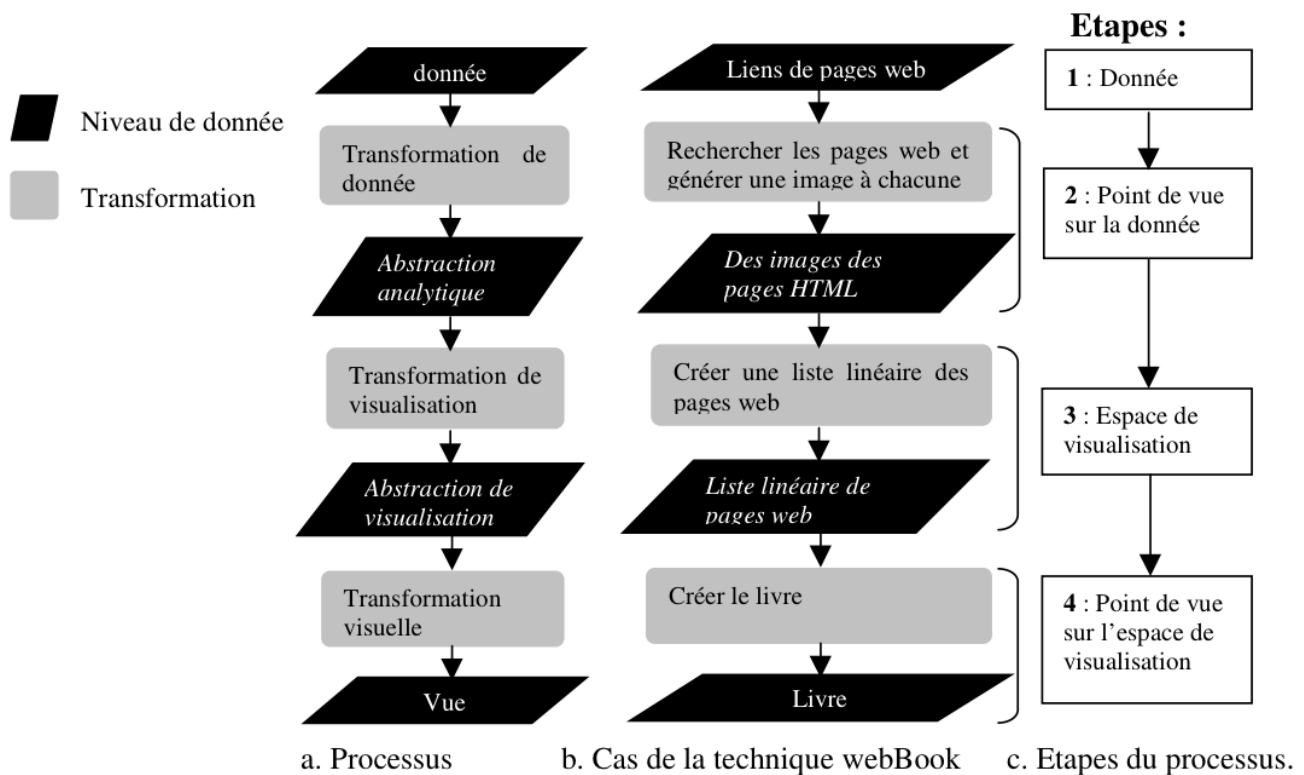 Etapes :
Niveau de donnée
Transformation
donnée
Transformation de
donnée
Abstraction
analytique
Transformation de
visualisation
Abstraction de
visualisation
Transformation
visuelle
Vue
a. Processus
Liens de pages web
Rechercher les pages web et
générer une image à chacune
Des images des
pages HTML
Créer une liste linéaire des
pages web
Liste linéaire de
pages web
Créer le livre
Livre
b. Cas de la technique webBook
1 : Donnée
2 : Point de vue
sur la donnée
3 : Espace de
visualisation
4 : Point de vue
sur l’espace de
visualisation
c. Etapes du processus.